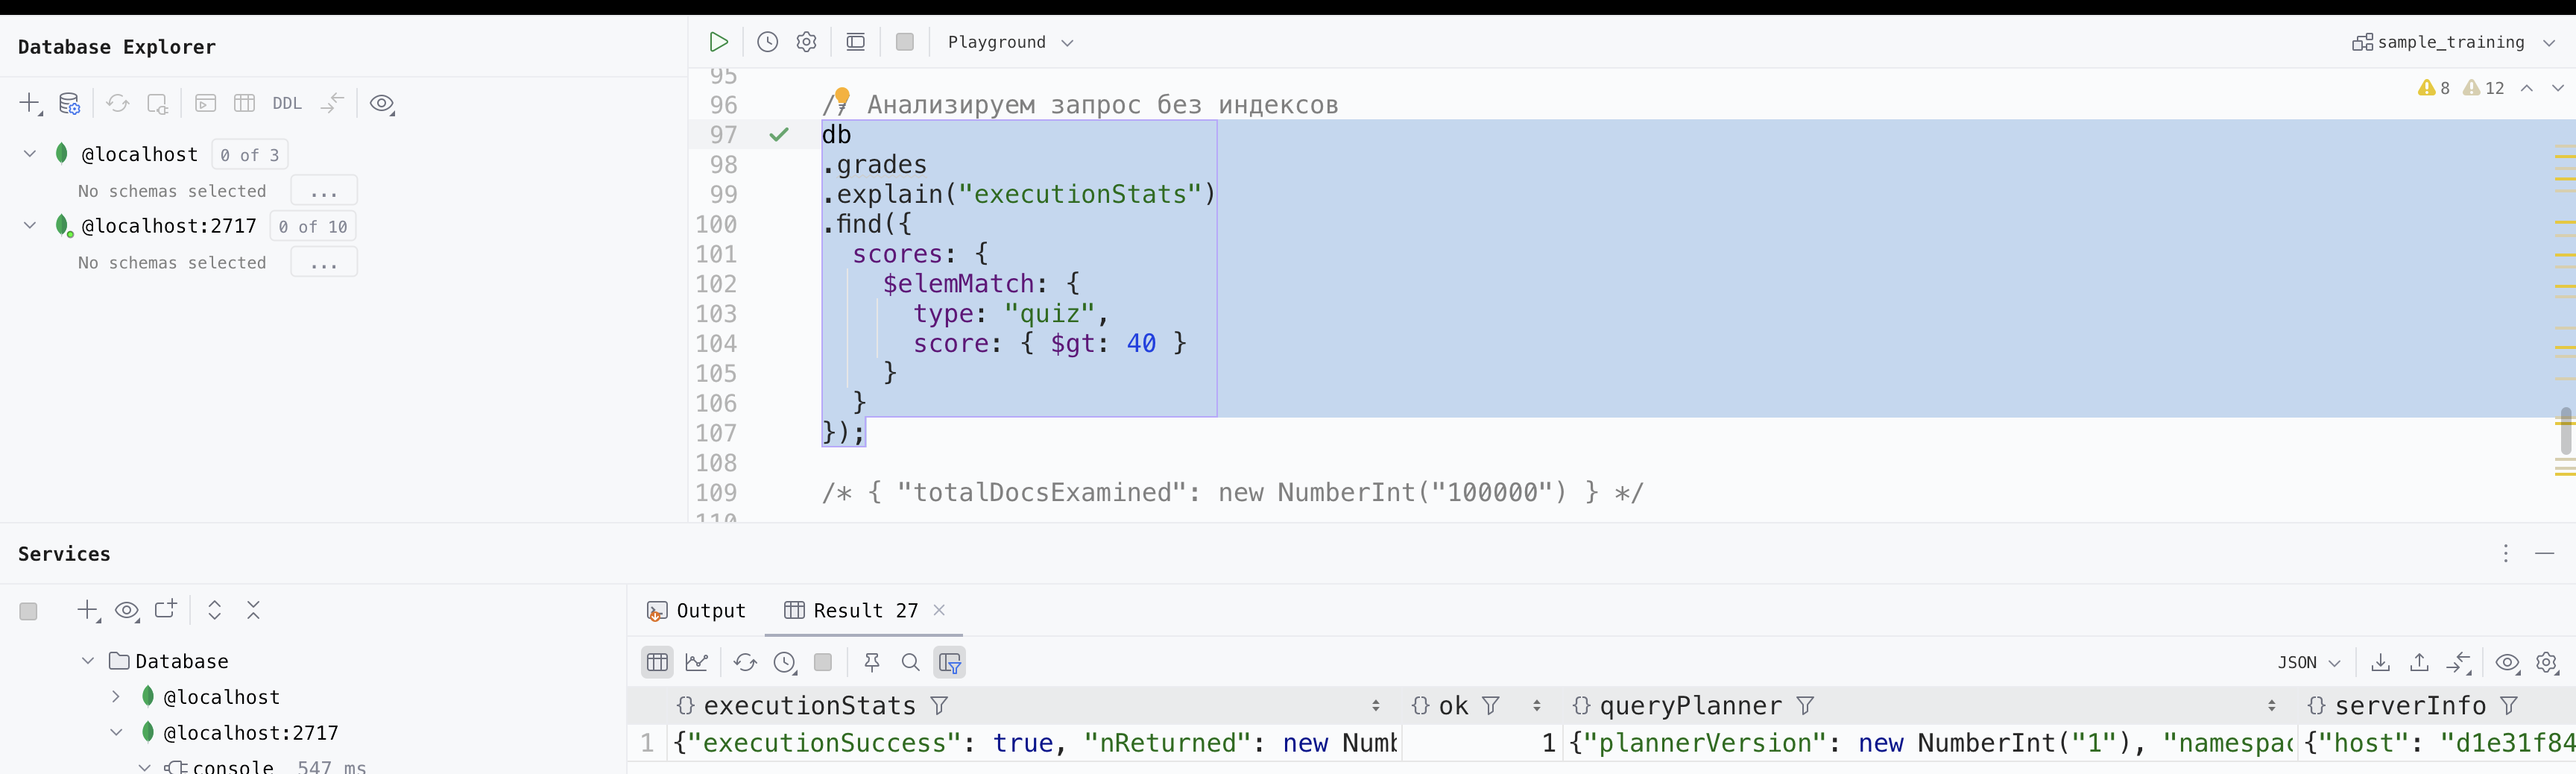 Database Explorer
Playground
sample_training
DDL
8 12
@localhost 0 of 3
No schemas selected ...
@localhost:2717 0 of 10
No schemas selected ...
95
96 // Анализируем запрос без индексов
97 db
98 .grades
99 .explain("executionStats")
100 .find({
101 scores: {
102 $elemMatch: {
103 type: "quiz",
104 score: { $gt: 40 }
105 }
106 }
107 });
108
109 /* { "totalDocsExamined": new NumberInt("100000") } */
110
Services
Database
@localhost
@localhost:2717
console 547 ms
Output Result 27
JSON
{} executionStats {} ok {} queryPlanner {} serverInfo
1 {"executionSuccess": true, "nReturned": new Numb 1 {"plannerVersion": new NumberInt("1"), "namespac {"host": "d1e31f84